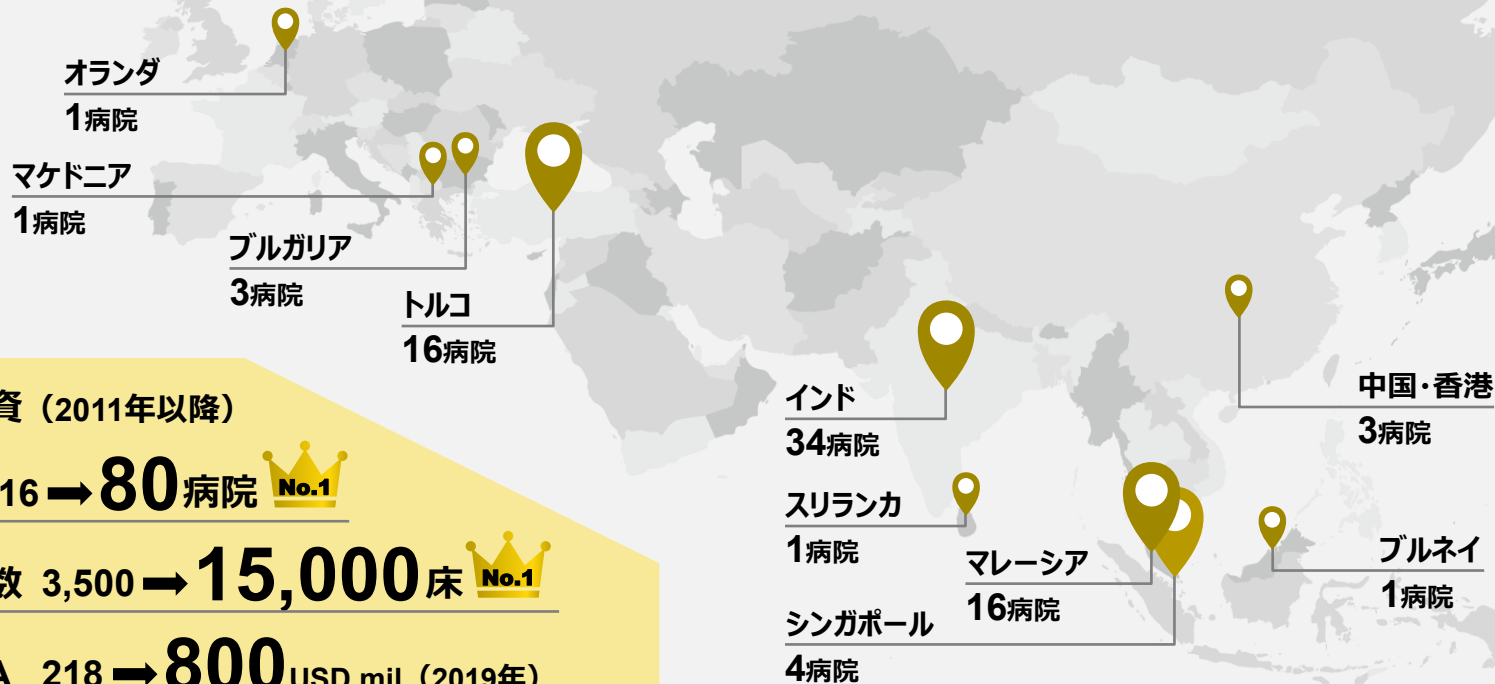 オランダ
1病院
マケドニア
1病院
ブルガリア
3病院
トルコ
16病院
インド
34病院
スリランカ
1病院
マレーシア
16病院
シンガポール
4病院
中国・香港
3病院
ブルネイ
1病院
資（2011年以降）
16 80病院 No.1
数 3,500 15,000床 No.1
A 218 800 USD mil（2019年）